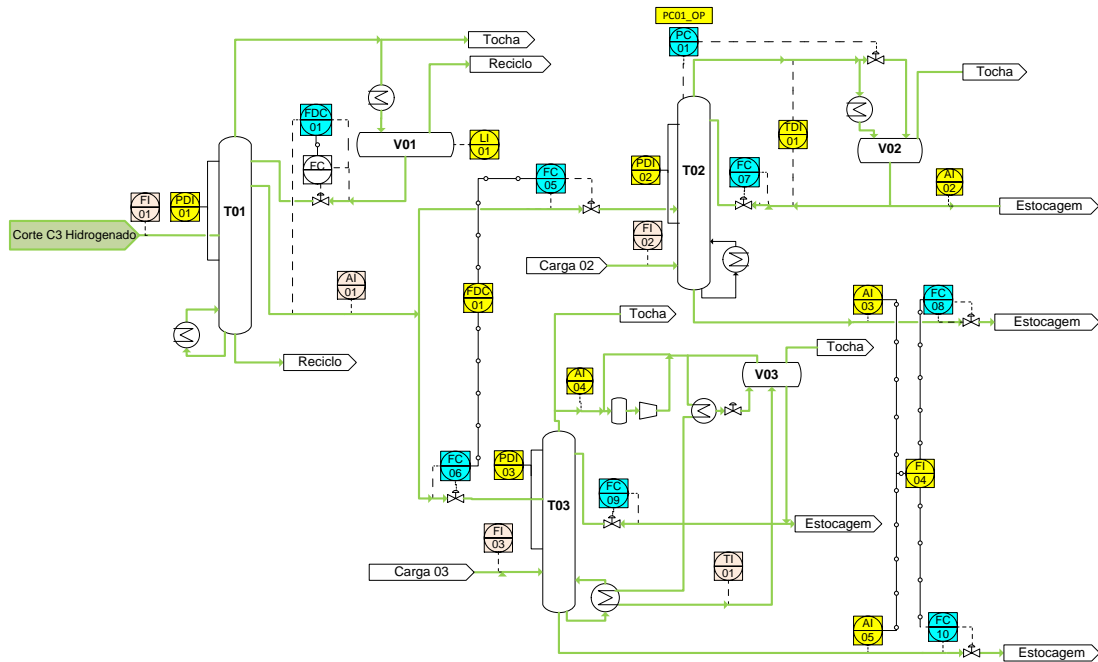 PC01_OP
PC
01
Tocha
Reciclo
Tocha
FDC
01
FC
V01
LI
01
TDI
01
V02
T02
PDI
02
FC
05
FC
07
AI
02
FI
01
PDI
01
T01
Estocagem
Corte C3 Hidrogenado
FI
02
Carga 02
AI
01
FDC
01
AI
03
FC
08
Estocagem
Tocha
Tocha
Reciclo
V03
AI
04
FC
06
PDI
03
T03
FC
09
FI
04
Estocagem
FI
03
Carga 03
TI
01
AI
05
FC
10
Estocagem